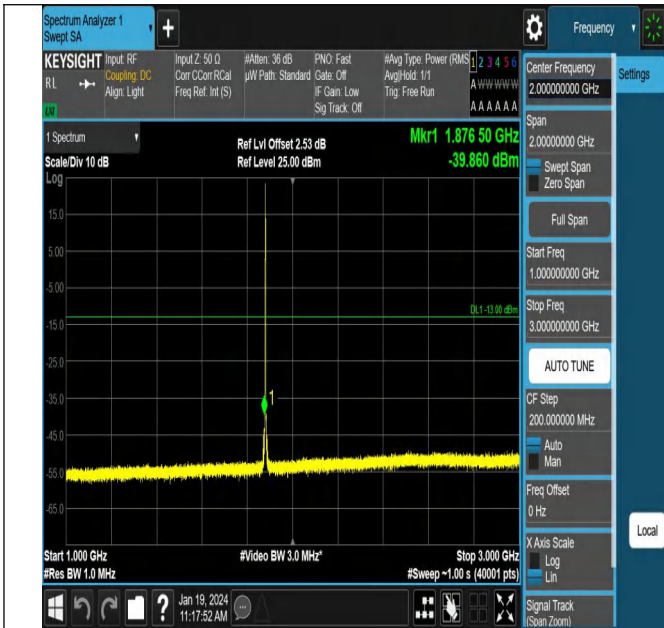 Spectrum Analyzer 1
Swept SA
+
Frequency
KEYSIGHT
RL
LXI
Input: RF
Coupling: DC
Align: Light
Input Z: 50 Ω
Corr CCorr RCal
Freq Ref: Int (S)
#Atten: 36 dB
µW Path: Standard
PNO: Fast
Gate: Off
IF Gain: Low
Sig Track: Off
#Avg Type: Power (RMS
Avg|Hold: 1/1
Trig: Free Run
1 2 3 4 5 6
A W W W W W
A A A A A A
1 Spectrum
Scale/Div 10 dB
Log
Ref Lvl Offset 2.53 dB
Ref Level 25.00 dBm
Mkr1 1.876 50 GHz
-39.860 dBm
15.0
5.00
-5.00
-15.0
-25.0
-35.0
-45.0
-55.0
-65.0
DL1 -13.00 dBm
1
Start 1.000 GHz
#Res BW 1.0 MHz
#Video BW 3.0 MHz*
Stop 3.000 GHz
#Sweep ~1.00 s (40001 pts)
Center Frequency
2.000000000 GHz
Settings
Span
2.00000000 GHz
Swept Span
Zero Span
Full Span
Start Freq
1.000000000 GHz
Stop Freq
3.000000000 GHz
AUTO TUNE
CF Step
200.000000 MHz
Auto
Man
Freq Offset
0 Hz
X Axis Scale
Log
Lin
Local
Signal Track
(Span Zoom)
?
Jan 19, 2024
11:17:52 AM